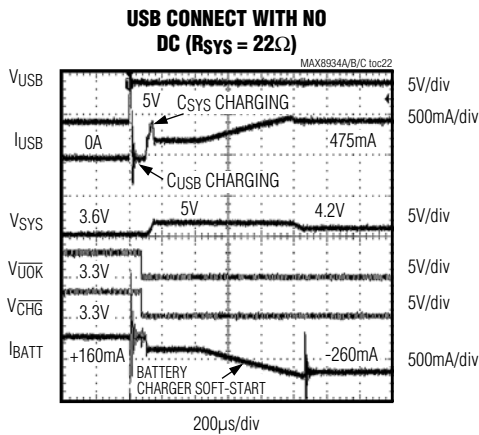 USB CONNECT WITH NO
DC (RSYS = 22Ω)
MAX8934A/B/C toc22
VUSB
5V
5V/div
CSYS CHARGING
500mA/div
IUSB
0A
475mA
CUSB CHARGING
VSYS
3.6V
5V
4.2V
5V/div
VUOK
3.3V
5V/div
VCHG
3.3V
5V/div
IBATT
+160mA
-260mA
500mA/div
BATTERY
CHARGER SOFT-START
200μs/div